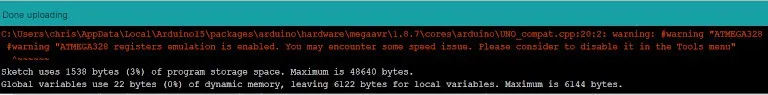 Done uploading.
C:\Users\chris\AppData\Local\Arduino15\packages\arduino\hardware\megaavr\1.8.7\cores\arduino\UNO_compat.cpp:20:2: warning: #warning "ATMEGA328
#warning "ATMEGA328 registers emulation is enabled. You may encounter some speed issue. Please consider to disable it in the Tools menu"
^~~~~~~
Sketch uses 1538 bytes (3%) of program storage space. Maximum is 48640 bytes.
Global variables use 22 bytes (0%) of dynamic memory, leaving 6122 bytes for local variables. Maximum is 6144 bytes.